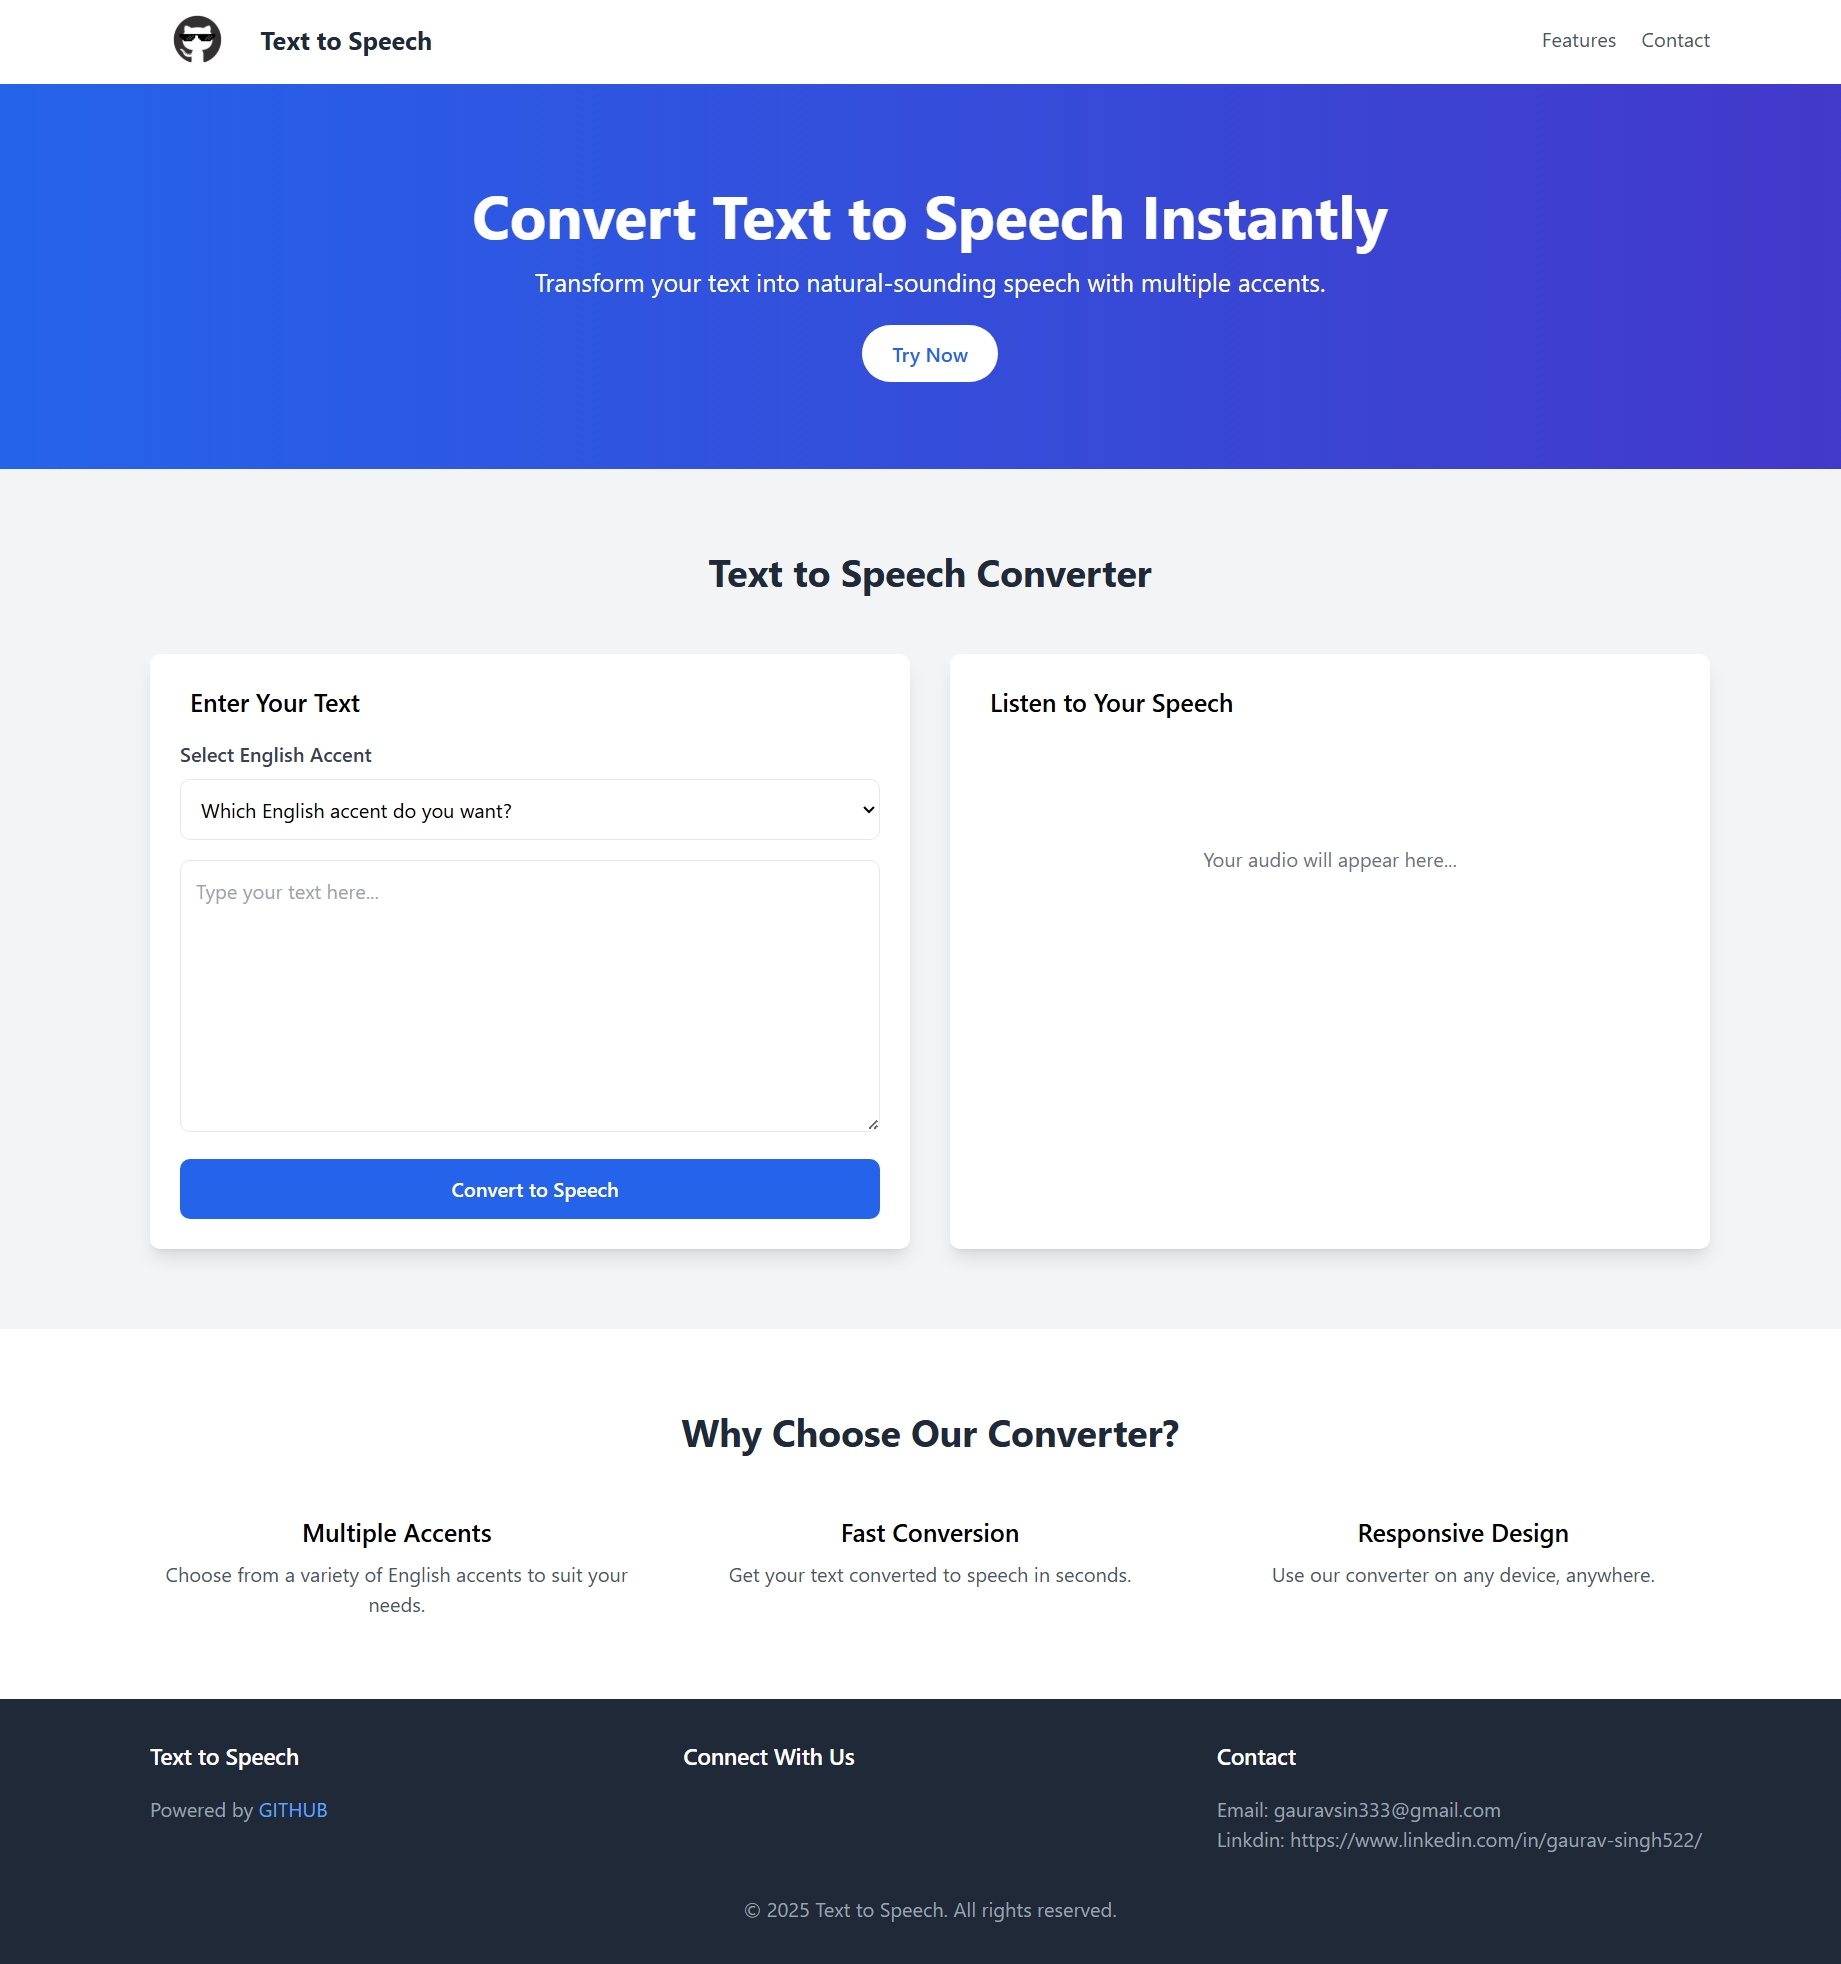 Text to Speech
Features
Contact
Convert Text to Speech Instantly
Transform your text into natural-sounding speech with multiple accents.
Try Now
Text to Speech Converter
Enter Your Text
Select English Accent
Which English accent do you want?
Type your text here...
Convert to Speech
Listen to Your Speech
Your audio will appear here...
Why Choose Our Converter?
Multiple Accents
Choose from a variety of English accents to suit your
needs.
Fast Conversion
Get your text converted to speech in seconds.
Responsive Design
Use our converter on any device, anywhere.
Text to Speech
Powered by GITHUB
Connect With Us
Contact
Email: gauravsin333@gmail.com
Linkdin: https://www.linkedin.com/in/gaurav-singh522/
© 2025 Text to Speech. All rights reserved.